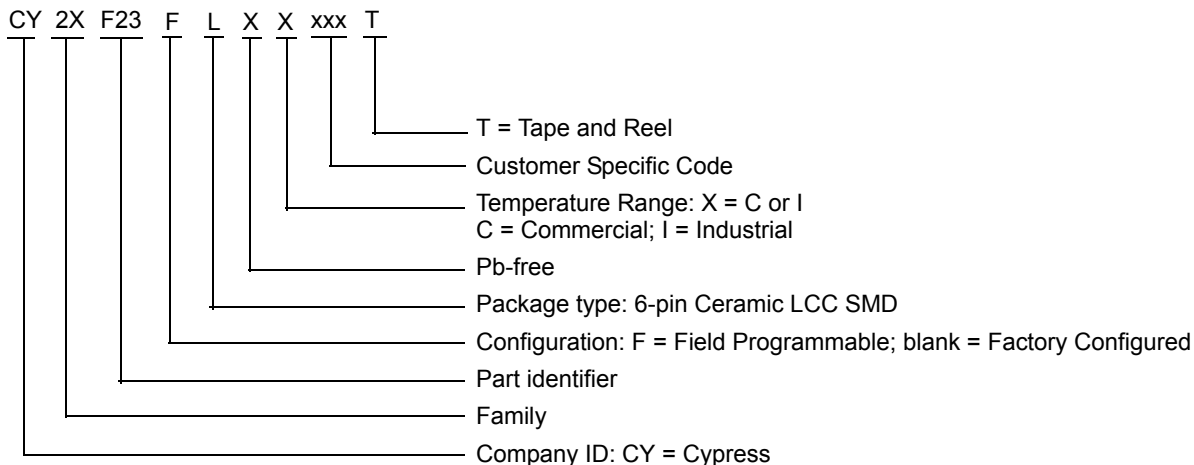 CY 2X F23 F L X X xxx T
T = Tape and Reel
Customer Specific Code
Temperature Range: X = C or I
C = Commercial; I = Industrial
Pb-free
Package type: 6-pin Ceramic LCC SMD
Configuration: F = Field Programmable; blank = Factory Configured
Part identifier
Family
Company ID: CY = Cypress